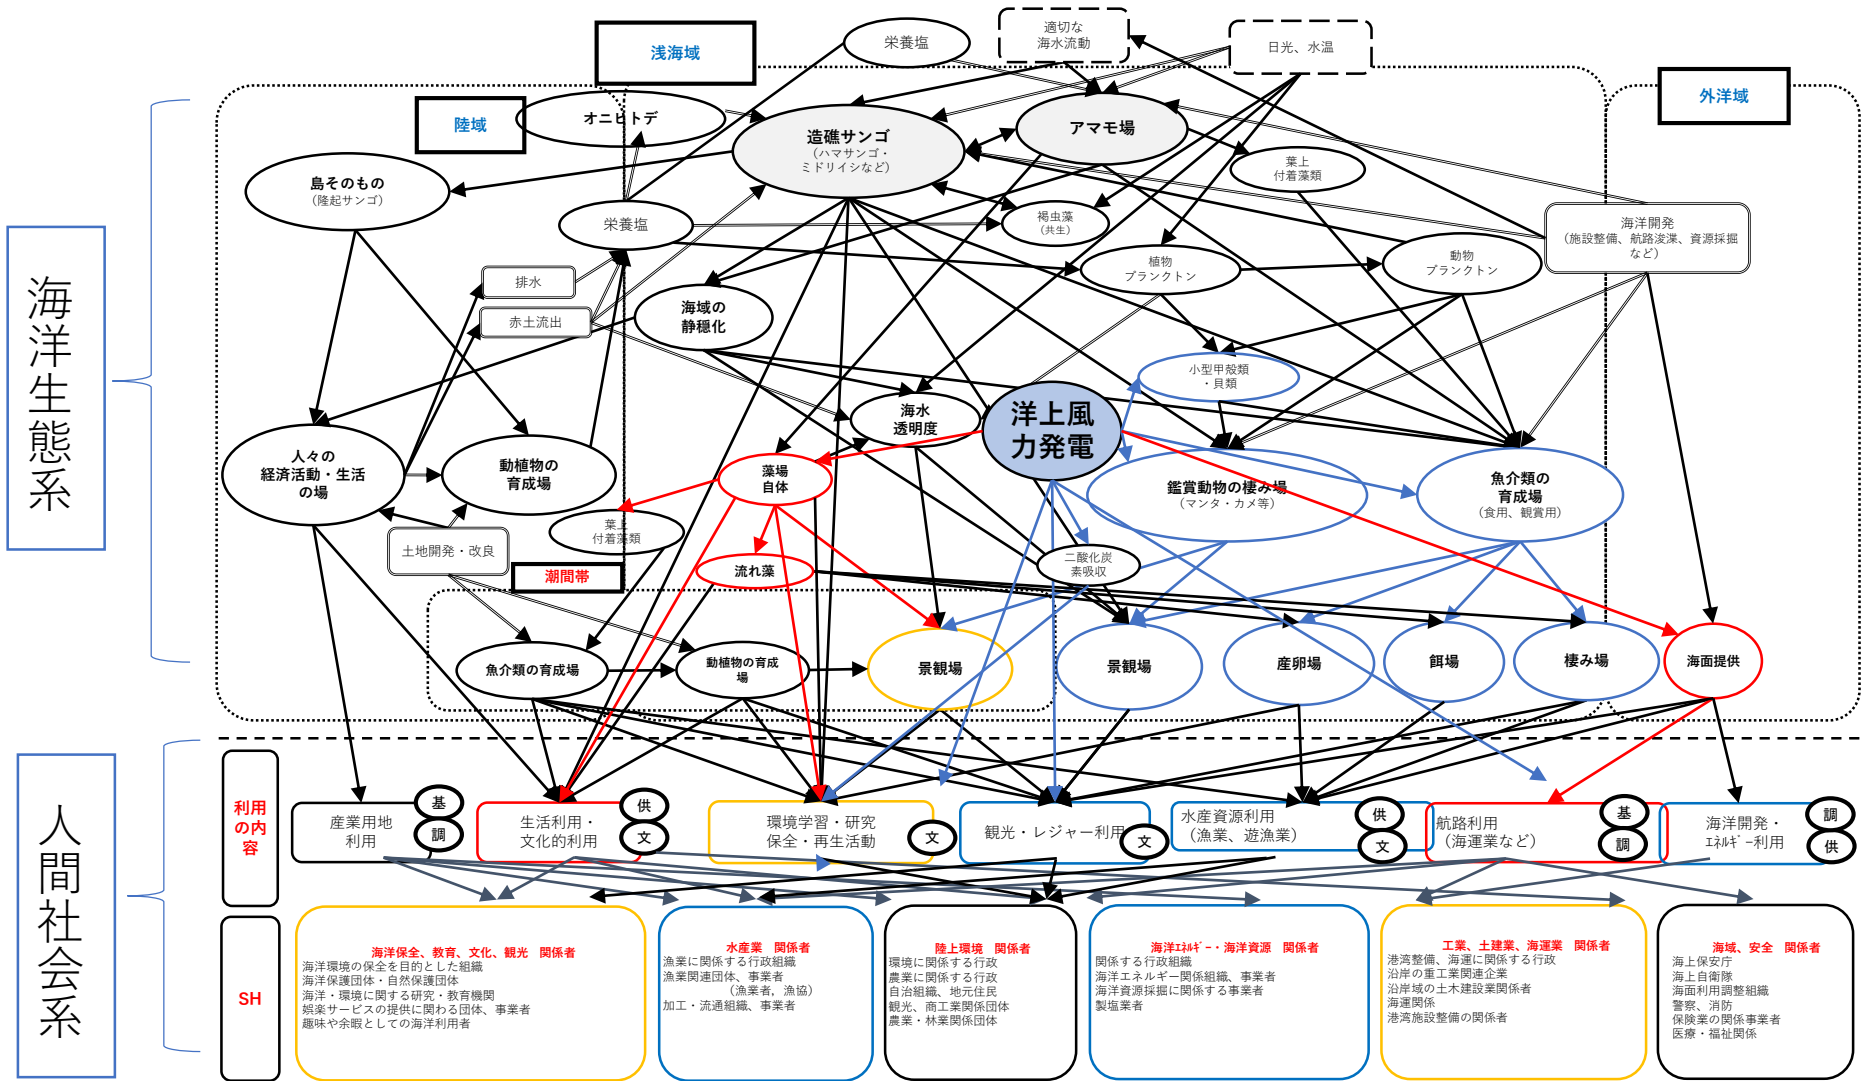 海洋生態系
人間社会系
浅海域
陸域
外洋域
潮間帯
栄養塩
適切な
海水流動
日光、水温
オニヒトデ
造礁サンゴ
（ハマサンゴ・
ミドリイシなど）
アマモ場
葉上
付着藻類
島そのもの
（隆起サンゴ）
栄養塩
褐虫藻
（共生）
海洋開発
（施設整備、航路浚渫、資源採掘
など）
植物
プランクトン
動物
プランクトン
排水
赤土流出
海域の
静穏化
小型甲殻類
・貝類
海水
透明度
洋上風
力発電
人々の
経済活動・生活
の場
動植物の
育成場
藻場
自体
鑑賞動物の棲み場
（マンタ・カメ等）
魚介類の
育成場
（食用、観賞用）
葉上
付着藻類
土地開発・改良
流れ藻
二酸化炭
素吸収
魚介類の育成場
動植物の育成
場
景観場
景観場
産卵場
餌場
棲み場
海面提供
利用
の内
容
産業用地
利用
基
調
生活利用・
文化的利用
供
文
環境学習・研究
保全・再生活動
文
観光・レジャー利用
文
水産資源利用
（漁業、遊漁業）
供
文
航路利用
（海運業など）
基
調
海洋開発・
ｴﾈﾙｷﾞｰ利用
調
供
SH
海洋保全、教育、文化、観光　関係者
海洋環境の保全を目的とした組織
海洋保護団体・自然保護団体
海洋・環境に関する研究・教育機関
娯楽サービスの提供に関わる団体、事業者
趣味や余暇としての海洋利用者
水産業　関係者
漁業に関する行政組織
漁業関連団体、事業者
（漁業者，漁協）
加工・流通組織、事業者
陸上環境　関係者
環境に関する行政
農業に関する行政
自治組織、地元住民
観光、商工業関係団体
農業・林業関係団体
海洋ｴﾈﾙｷﾞｰ・海洋資源　関係者
関係する行政組織
海洋エネルギー関係組織、事業者
海洋資源採掘に関係する事業者
製塩業者
工業、土建業、海運業　関係者
港湾整備、海運に関係する行政
沿岸の重工業関連企業
沿岸域の土木建設業関係者
海運関係
港湾施設整備の関係者
海域、安全　関係者
海上保安庁
海上自衛隊
海面利用調整組織
警察、消防
保険業の関係事業者
医療・福祉関係